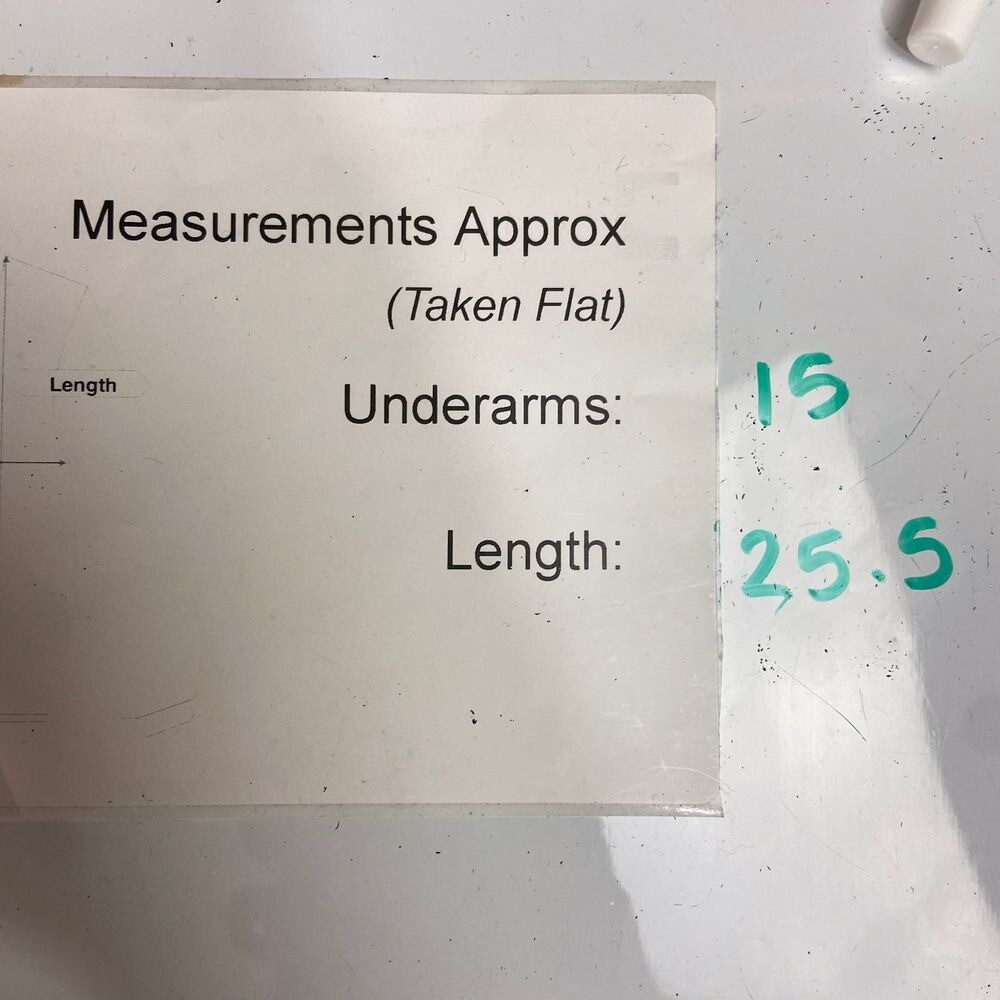 Measurements Approx
(Taken Flat)
Length
Underarms: 15
Length: 25.5